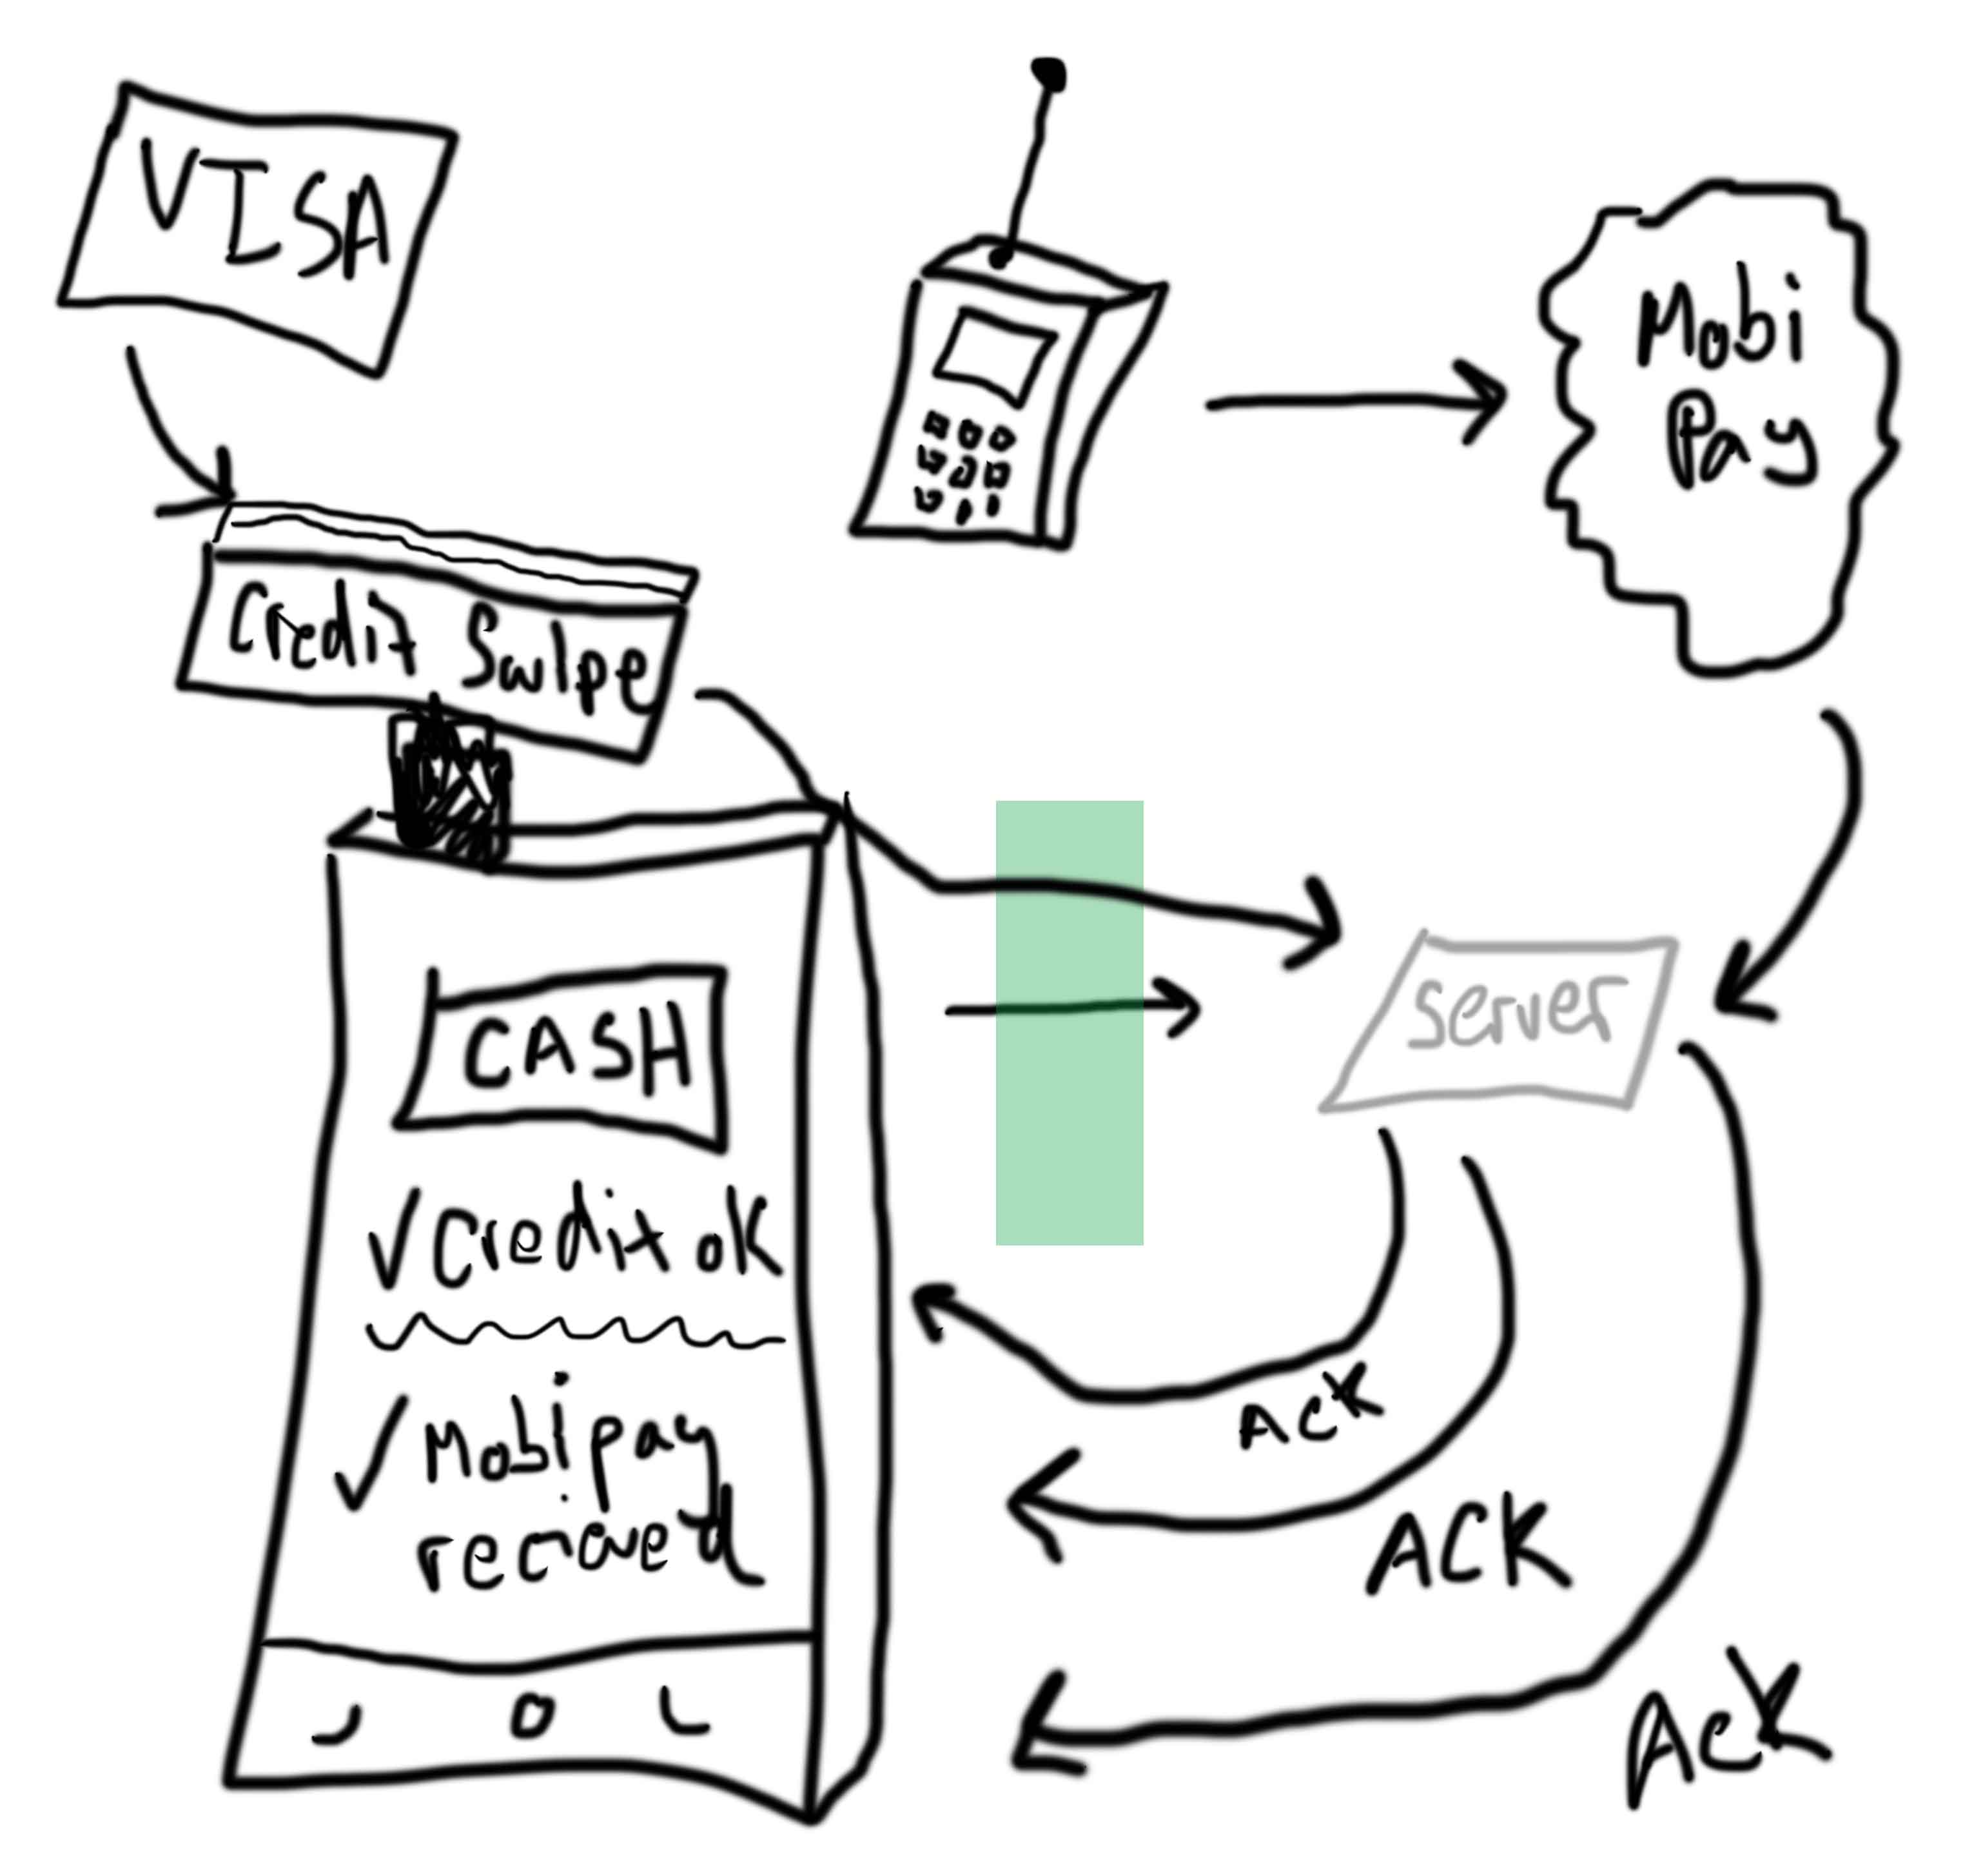 VISA
Mobi
Pay
Credit Swipe
CASH
server
√ Credit ok
√ Mobipay
recieved
Ack
ACK
Ack